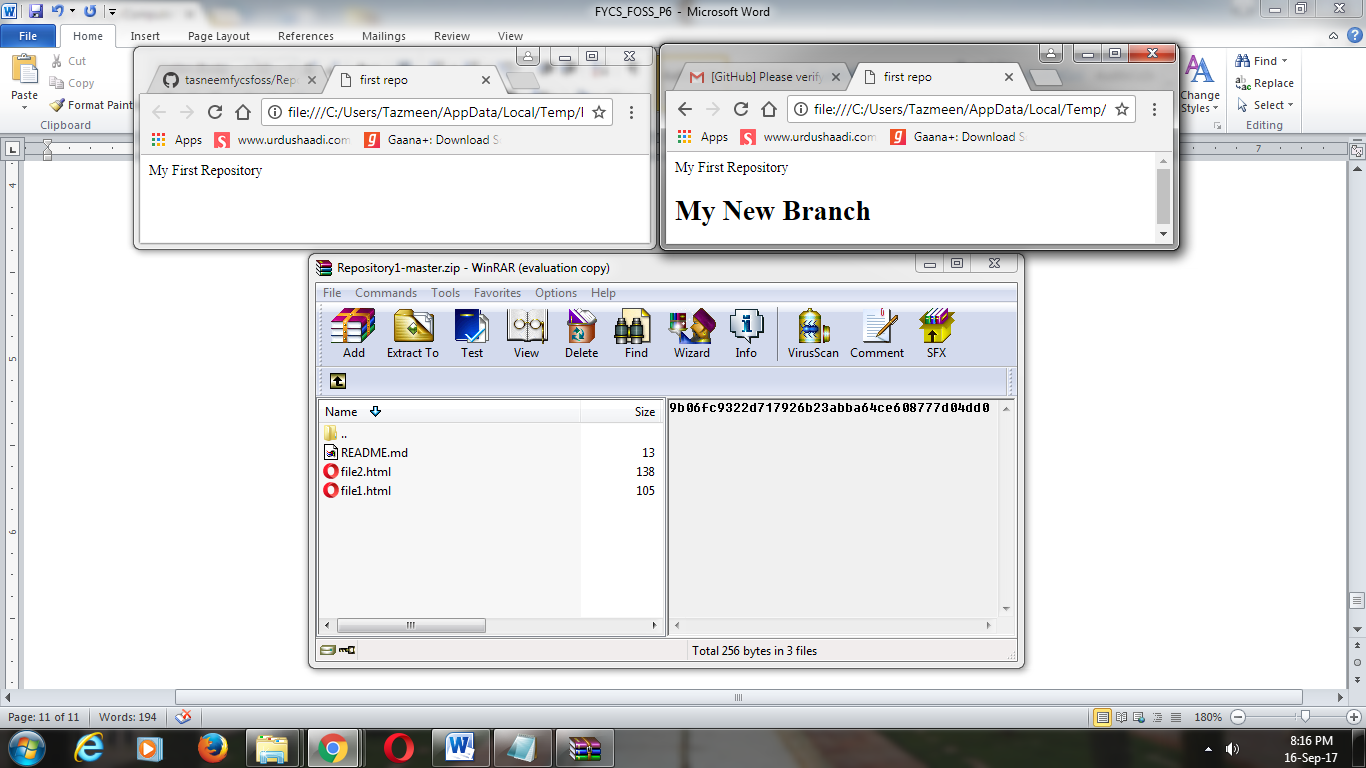 FYCS_FOSS_P6 - Microsoft Word
File Home Insert Page Layout References Mailings Review View
Paste
Cut
Copy
Format Paint
Clipboard
Change
Styles
Find
Replace
Select
Editing
tasneemfycsfoss/Rep
first repo
file:///C:/Users/Tazmeen/AppData/Local/Temp/
Apps www.urdushaadi.com Gaana+: Download S
My First Repository
[GitHub] Please verify
first repo
file:///C:/Users/Tazmeen/AppData/Local/Temp/
Apps www.urdushaadi.com Gaana+: Download S
My First Repository
My New Branch
7
4
5
6
Repository1-master.zip - WinRAR (evaluation copy)
File Commands Tools Favorites Options Help
Add Extract To Test View Delete Find Wizard Info VirusScan Comment SFX
Name Size
..
README.md 13
file2.html 138
file1.html 105
9b06fc9322d717926b23abba64ce608777d04dd0
Total 256 bytes in 3 files
Page: 11 of 11 Words: 194 180%
8:16 PM
16-Sep-17